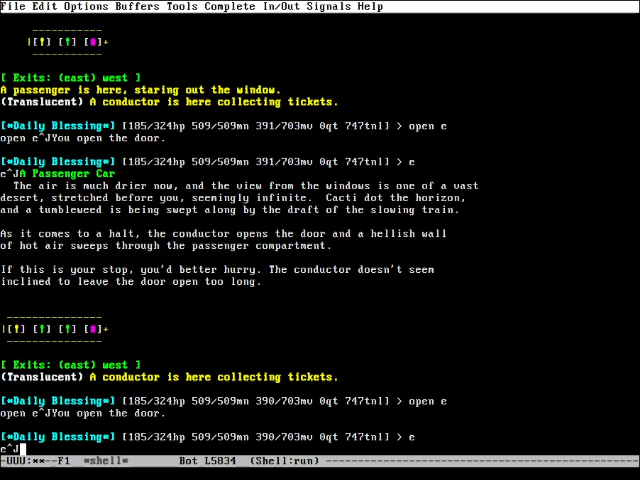 File Edit Options Buffers Tools Complete In/Out Signals Help
---------------
|[!] [!] [■]+
---------------
[ Exits: (east) west ]
A passenger is here, staring out the window.
(Translucent) A conductor is here collecting tickets.
[*Daily Blessing*] [185/324hp 509/509mn 391/703mv 0qt 747tnl] > open e
open e^JYou open the door.
[*Daily Blessing*] [185/324hp 509/509mn 391/703mv 0qt 747tnl] > e
e^JA Passenger Car
The air is much drier now, and the view from the windows is one of a vast
desert, stretched before you, seemingly infinite.  Cacti dot the horizon,
and a tumbleweed is being swept along by the draft of the slowing train.
As it comes to a halt, the conductor opens the door and a hellish wall
of hot air sweeps through the passenger compartment.
If this is your stop, you'd better hurry. The conductor doesn't seem
inclined to leave the door open too long.
---------------
|[!] [!] [!] [■]+
---------------
[ Exits: (east) west ]
(Translucent) A conductor is here collecting tickets.
[*Daily Blessing*] [185/324hp 509/509mn 390/703mv 0qt 747tnl] > open e
open e^JYou open the door.
[*Daily Blessing*] [185/324hp 509/509mn 390/703mv 0qt 747tnl] > e
e^J
-UUU:**--F1  *shell*        Bot L5834  (Shell:run) ----------------------------------------